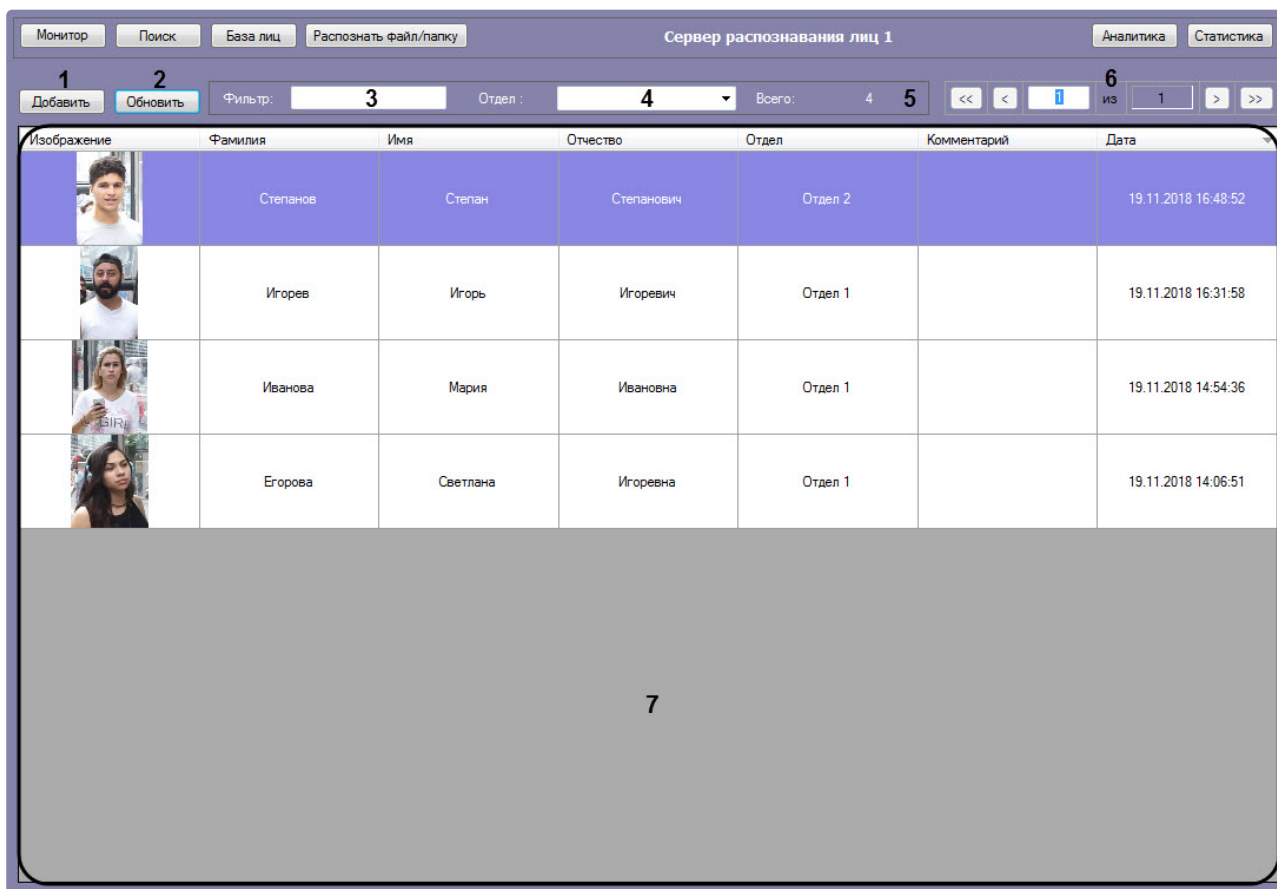 Монитор Поиск База лиц Распознать файл/папку Сервер распознавания лиц 1 Аналитика Статистика
1 2 6
Добавить Обновить Фильтр: 3 Отдел : 4 Всего: 4 5 << < 1 из 1 > >>
Изображение Фамилия Имя Отчество Отдел Комментарий Дата
Степанов Степан Степанович Отдел 2 19.11.2018 16:48:52
Игорев Игорь Игоревич Отдел 1 19.11.2018 16:31:58
Иванова Мария Ивановна Отдел 1 19.11.2018 14:54:36
GIRL
Егорова Светлана Игоревна Отдел 1 19.11.2018 14:06:51
7